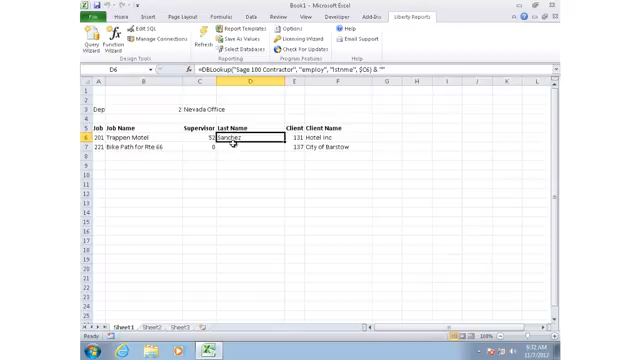 Book1 - Microsoft Excel
File Home Insert Page Layout Formulas Data Review View Developer Add-Ins Liberty Reports
Query Wizard
Function Wizard
Edit SQL
Manage Connections
Refresh
Report Templates
Save As Values
Select Databases
Options
Licensing Wizard
Check for Updates
Help
Email Support
Reports
Settings
Help
D6 fx =DBLookup("Sage 100 Contractor", "employ", "lstnme", $C6) & ""
A B C D E F G H I J K
1
2
3 Dep 2 Nevada Office
4
5 Job Job Name Supervisor Last Name Client Client Name
6 201 Trappen Motel 52 Sanchez 131 Hotel Inc
7 221 Bike Path for Rte 66 0 137 City of Barstow
8
9
10
11
12
13
14
15
16
17
18
19
20
21
22
23
24
25
Sheet1 Sheet2 Sheet3
Ready 100%
9:32 AM
11/7/2012